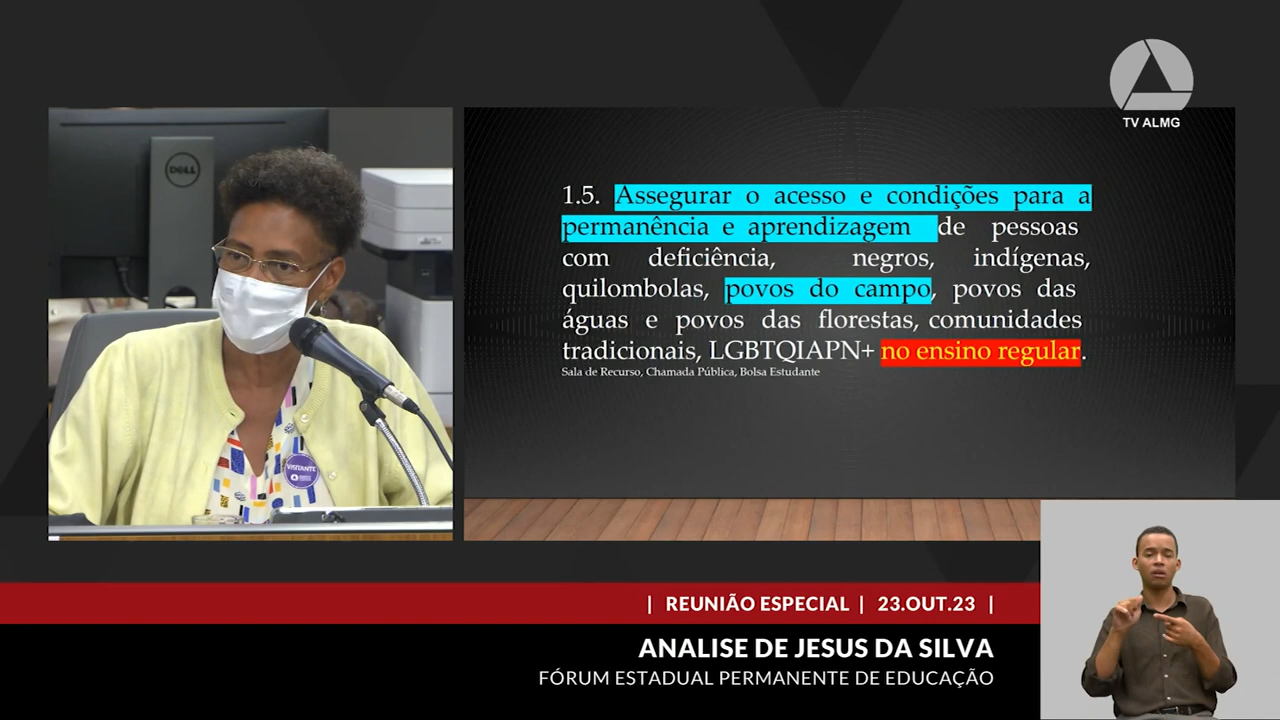 TV ALMG
DELL
VISITANTE
1.5. Assegurar o acesso e condições para a
permanência e aprendizagem de pessoas
com deficiência, negros, indígenas,
quilombolas, povos do campo, povos das
águas e povos das florestas, comunidades
tradicionais, LGBTQIAPN+ no ensino regular.
Sala de Recurso, Chamada Pública, Bolsa Estudante
| REUNIÃO ESPECIAL | 23.OUT.23 |
ANALISE DE JESUS DA SILVA
FÓRUM ESTADUAL PERMANENTE DE EDUCAÇÃO